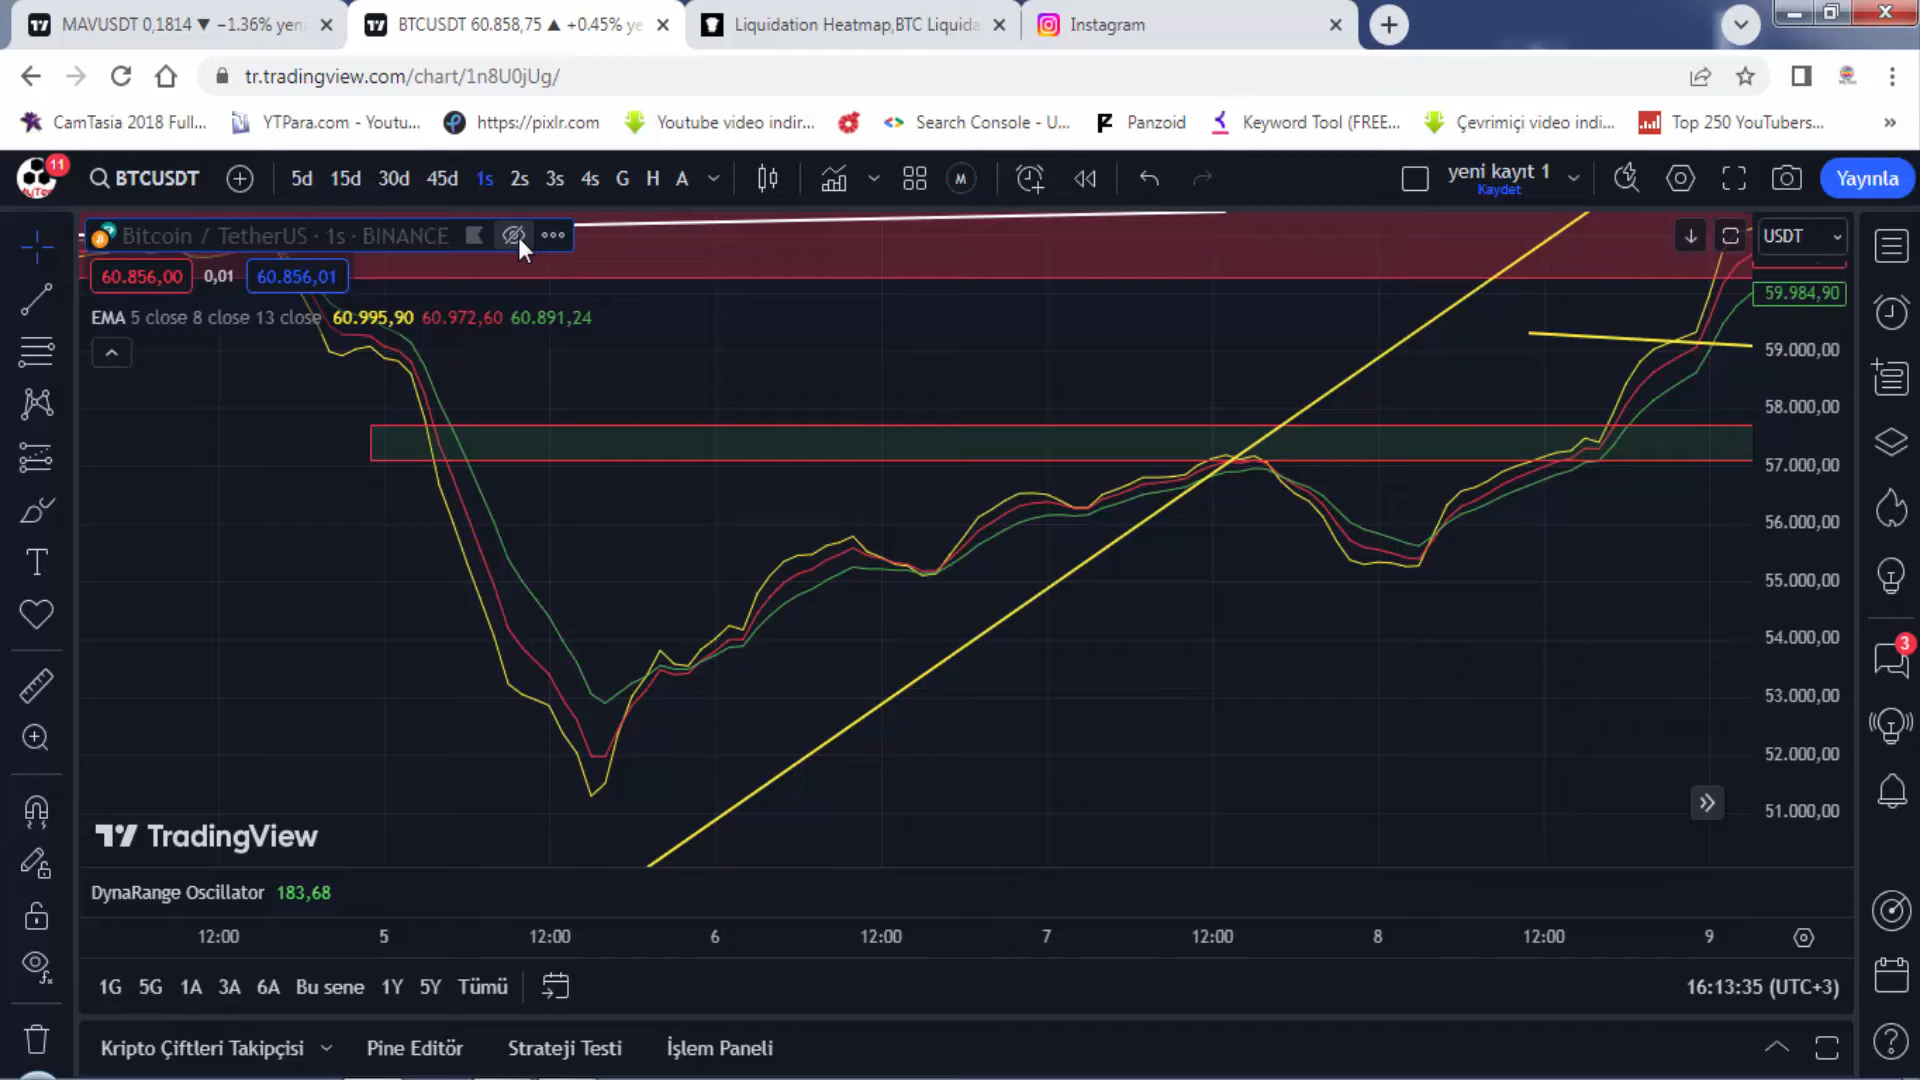 MAVUSDT 0,1814 ▼ −1.36% yeni
BTCUSDT 60.858,75 ▲ +0.45% ye
Liquidation Heatmap,BTC Liquida
Instagram
tr.tradingview.com/chart/1n8U0jUg/
CamTasia 2018 Full...
YTPara.com - Youtu...
https://pixlr.com
Youtube video indir...
Search Console - U...
Panzoid
Keyword Tool (FREE...
Çevrimiçi video indi...
Top 250 YouTubers...
»
11
BTCUSDT
5d 15d 30d 45d 1s 2s 3s 4s G H A
M
yeni kayıt 1
Kaydet
Yayınla
Bitcoin / TetherUS · 1s · BINANCE
USDT
60.856,00 0,01 60.856,01
59.984,90
EMA 5 close 8 close 13 close 60.995,90 60.972,60 60.891,24
59.000,00
58.000,00
57.000,00
56.000,00
55.000,00
54.000,00
53.000,00
52.000,00
51.000,00
3
TradingView
DynaRange Oscillator 183,68
12:00 5 12:00 6 12:00 7 12:00 8 12:00 9
1G 5G 1A 3A 6A Bu sene 1Y 5Y Tümü
16:13:35 (UTC+3)
Kripto Çiftleri Takipçisi Pine Editör Strateji Testi İşlem Paneli